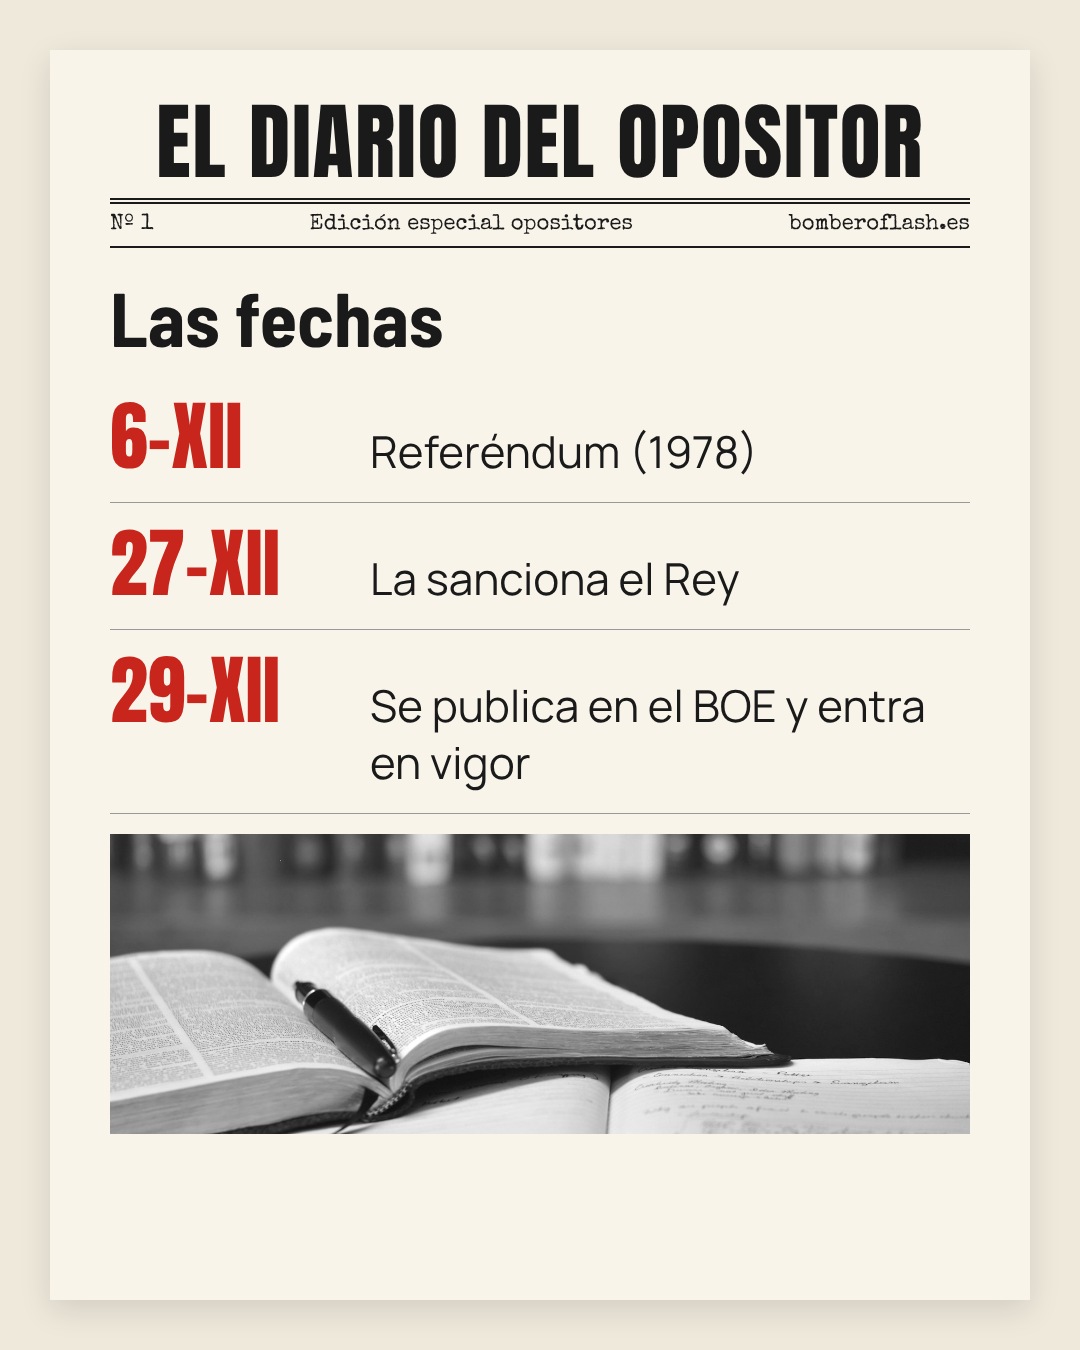 EL DIARIO DEL OPOSITOR
Nº 1 Edición especial opositores bomberoflash.es
Las fechas
6-XII Referéndum (1978)
27-XII La sanciona el Rey
29-XII Se publica en el BOE y entra
en vigor